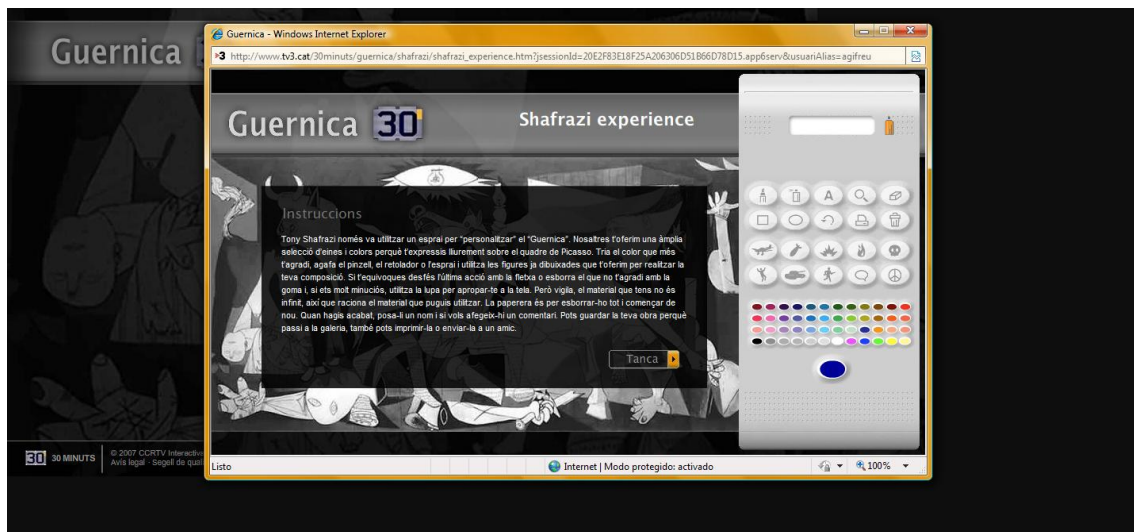 Guernica
Guernica - Windows Internet Explorer
http://www.tv3.cat/30minuts/guernica/shafrazi/shafrazi_experience.htm?jsessionId=20E2F83E18F25A206306D51B66D78D15.app6serv&usuariAlias=agifreu
Guernica 30'
Shafrazi experience
Instruccions
Tony Shafrazi només va utilitzar un esprai per "personalitzar" el "Guernica". Nosaltres t'oferim una àmplia
selecció d'eines i colors perquè t'expressis lliurement sobre el quadre de Picasso. Tria el color que més
t'agradi, agafa el pinzell, el retolador o l'esprai i utilitza les figures ja dibuixades que t'oferim per realitzar la
teva composició. Si t'equivoques desfés l'última acció amb la fletxa o esborra el que no t'agradi amb la
goma i, si ets molt minuciós, utilitza la lupa per apropar-te a la tela. Però vigila, el material que tens no és
infinit, així que raciona el material que puguis utilitzar. La paperera és per esborrar-ho tot i començar de
nou. Quan hagis acabat, posa-li un nom i si vols afegeix-hi un comentari. Pots guardar la teva obra perquè
passi a la galeria, també pots imprimir-la o enviar-la a un amic.
Tanca
A
30' 30 MINUTS
© 2007 CCRTV Interactiv
Avís legal - Segell de qual
Listo
Internet | Modo protegido: activado
100%